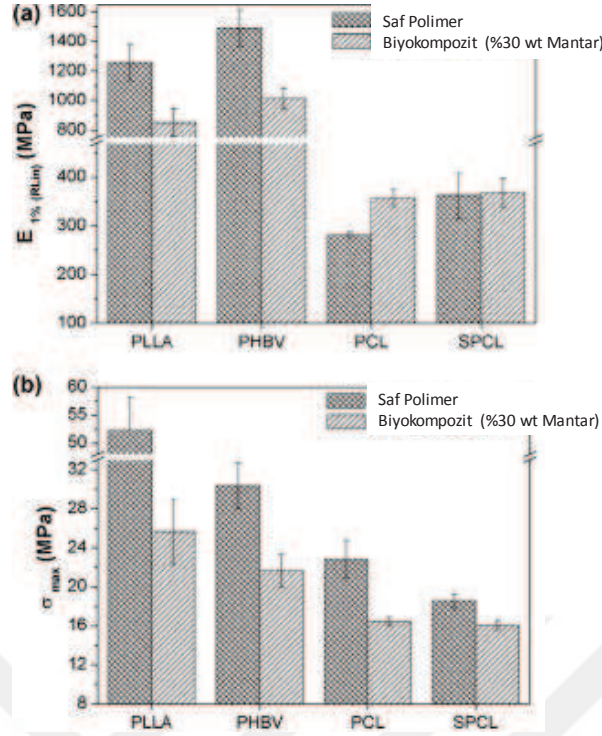 (a)
1600
1400
1200
1000
800
400
300
200
100
E 1% (RLin) (MPa)
Saf Polimer
Biyokompozit (%30 wt Mantar)
PLLA PHBV PCL SPCL
(b)
60
50
32
28
24
20
16
12
8
σ max (MPa)
Saf Polimer
Biyokompozit (%30 wt Mantar)
PLLA PHBV PCL SPCL